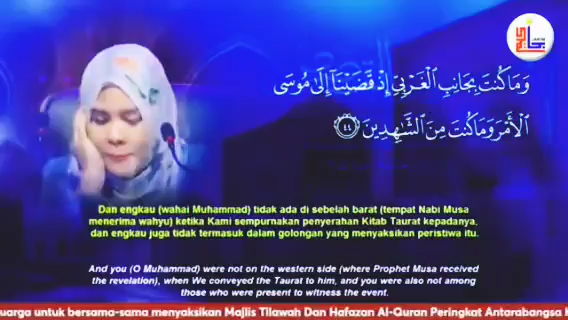 وَمَا كُنتَ بِجَانِبِ الْغَرْبِيِّ إِذْ قَضَيْنَا إِلَىٰ مُوسَى
الْأَمْرَ وَمَا كُنتَ مِنَ الشَّاهِدِينَ ٤٤
Dan engkau (wahai Muhammad) tidak ada di sebelah barat (tempat Nabi Musa
menerima wahyu) ketika Kami sempurnakan penyerahan Kitab Taurat kepadanya,
dan engkau juga tidak termasuk dalam golongan yang menyaksikan peristiwa itu.
And you (O Muhammad) were not on the western side (where Prophet Musa received
the revelation), when We conveyed the Taurat to him, and you were also not among
those who were present to witness the event.
uarga untuk bersama-sama menyaksikan Majlis Tilawah Dan Hafazan Al-Quran Peringkat Antarabangsa